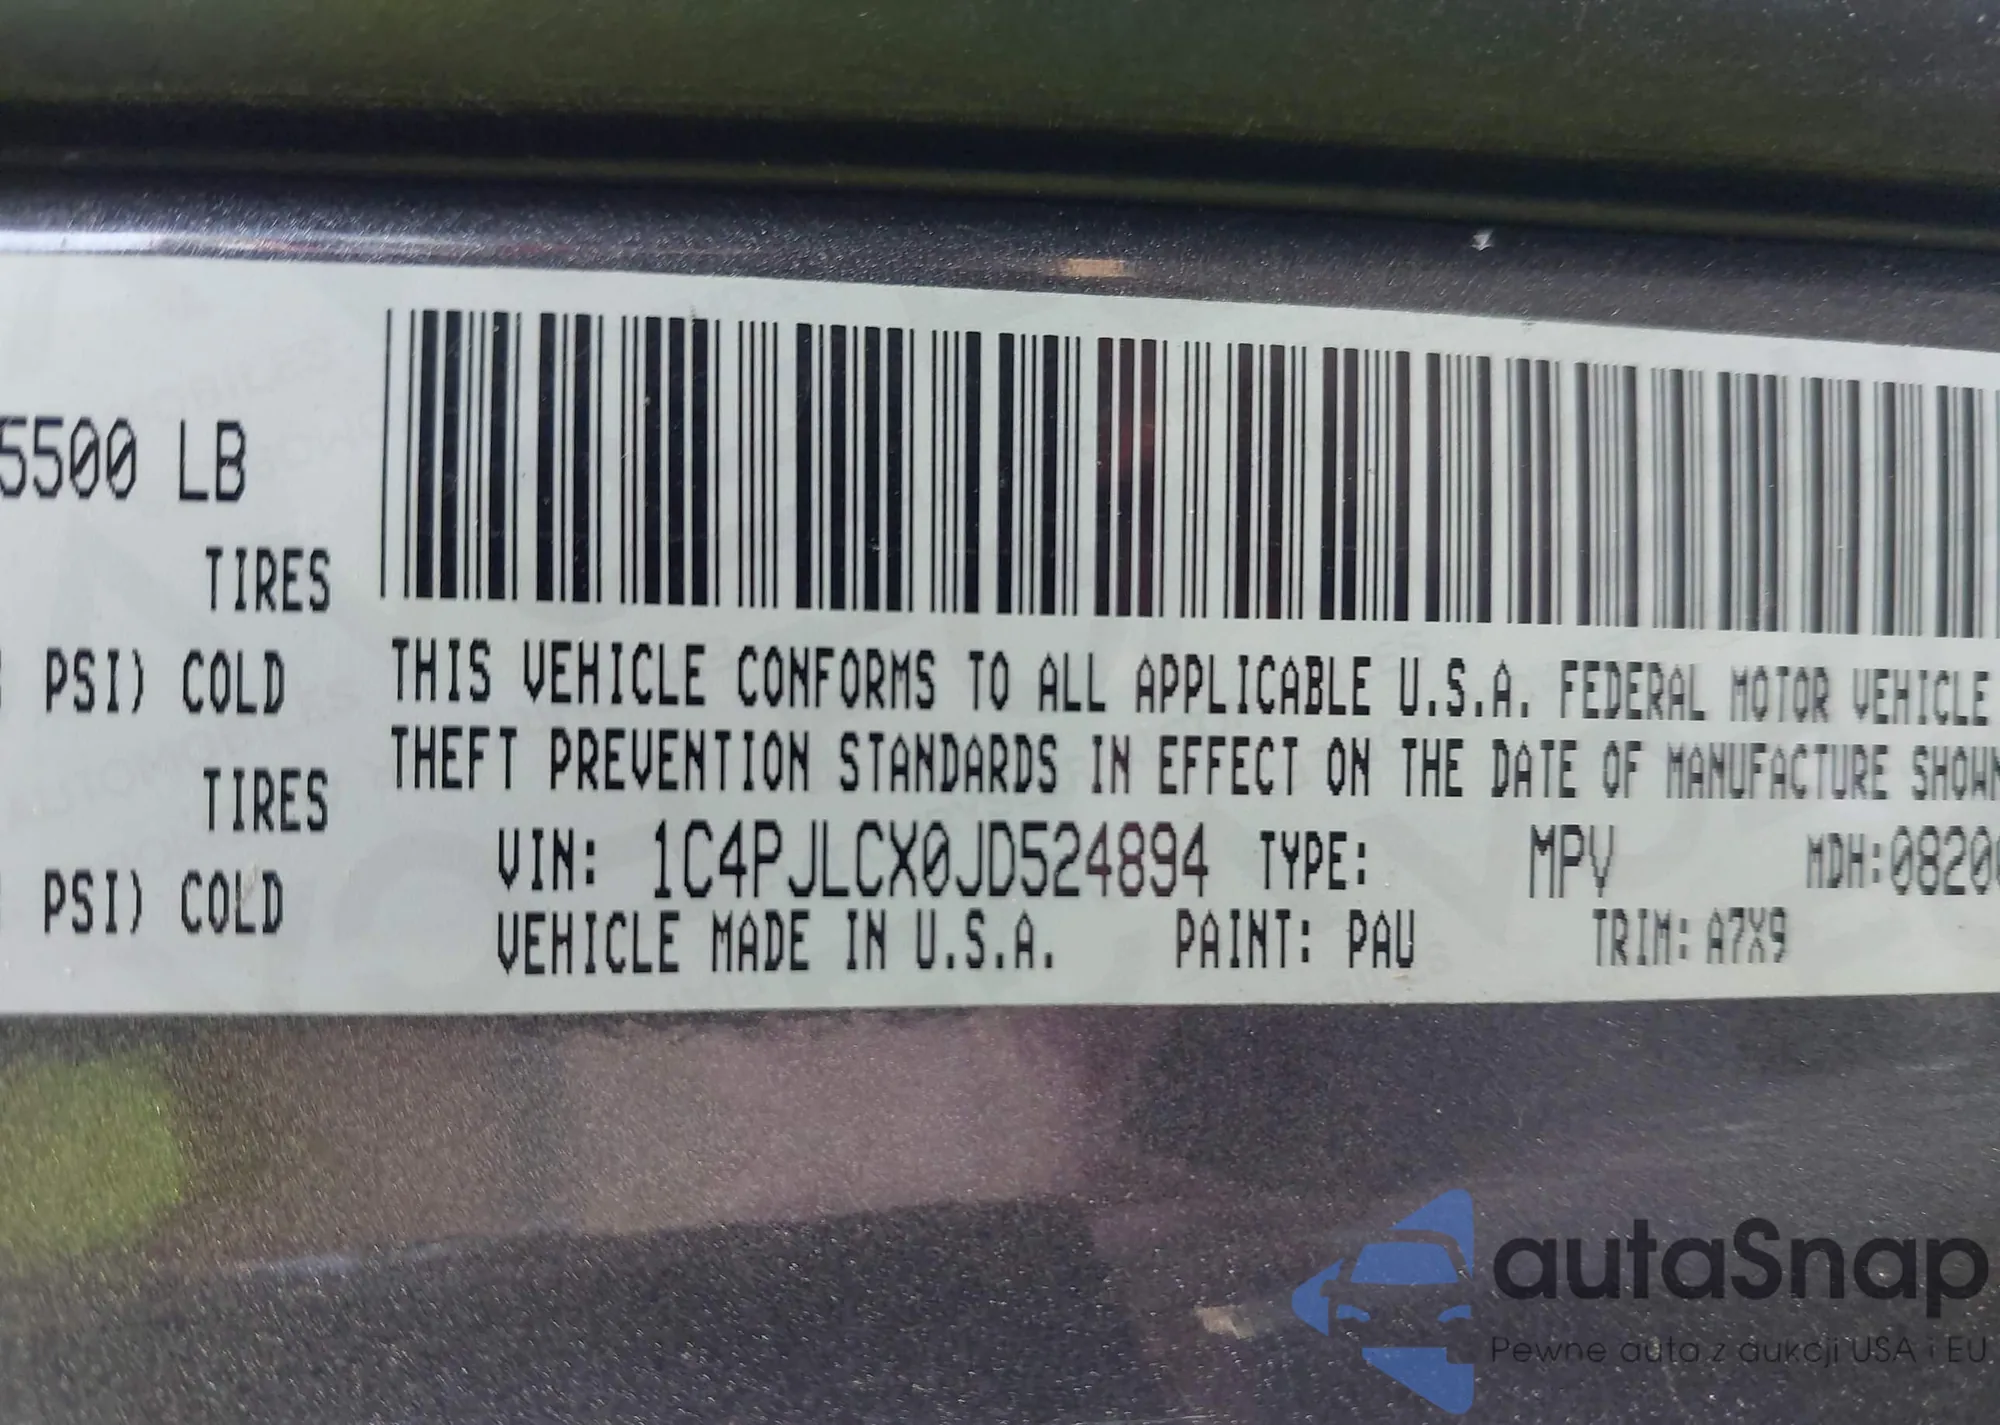 5500 LB
TIRES
PSI) COLD
TIRES
PSI) COLD
THIS VEHICLE CONFORMS TO ALL APPLICABLE U.S.A. FEDERAL MOTOR VEHICLE
THEFT PREVENTION STANDARDS IN EFFECT ON THE DATE OF MANUFACTURE SHOWN
VIN: 1C4PJLCX0JD524894 TYPE: MPV MDH:0820
VEHICLE MADE IN U.S.A. PAINT: PAU TRIM: A7X9
autaSnap
Pewne auta z aukcji USA i EU